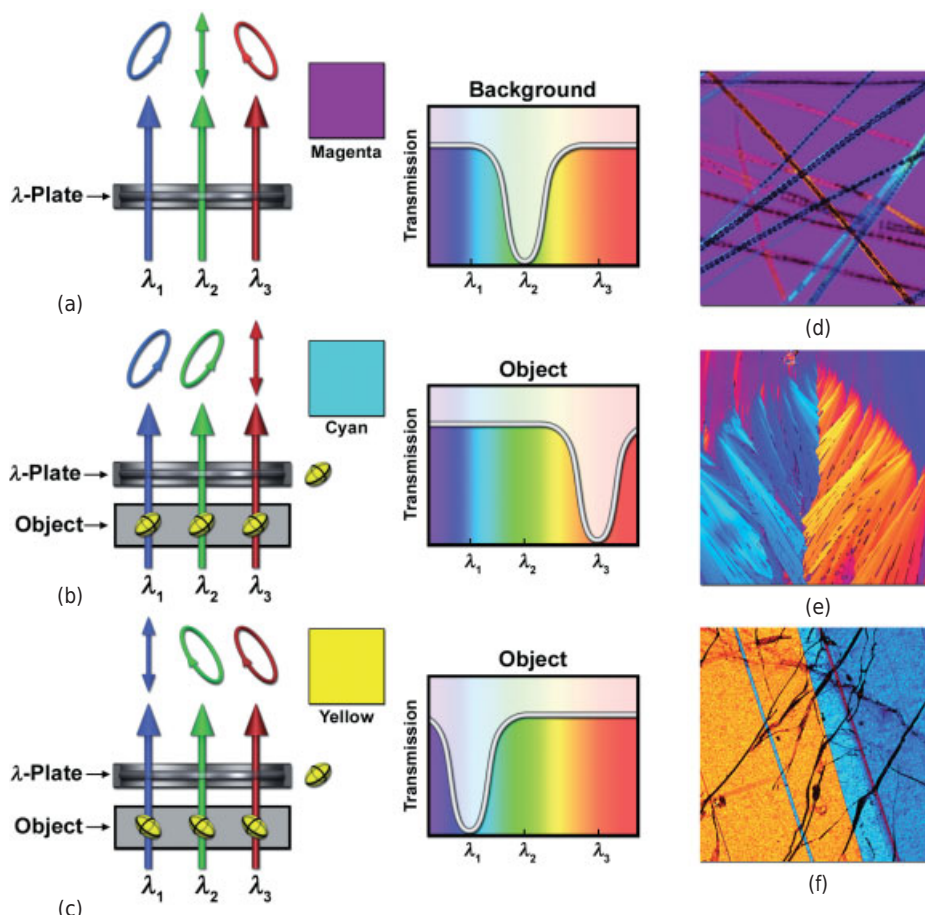 Magenta
λ-Plate
λ1 λ2 λ3
(a)
Background
Transmission
λ1 λ2 λ3
(d)
Cyan
λ-Plate
Object
λ1 λ2 λ3
(b)
Object
Transmission
λ1 λ2 λ3
(e)
Yellow
λ-Plate
Object
λ1 λ2 λ3
(c)
Object
Transmission
λ1 λ2 λ3
(f)